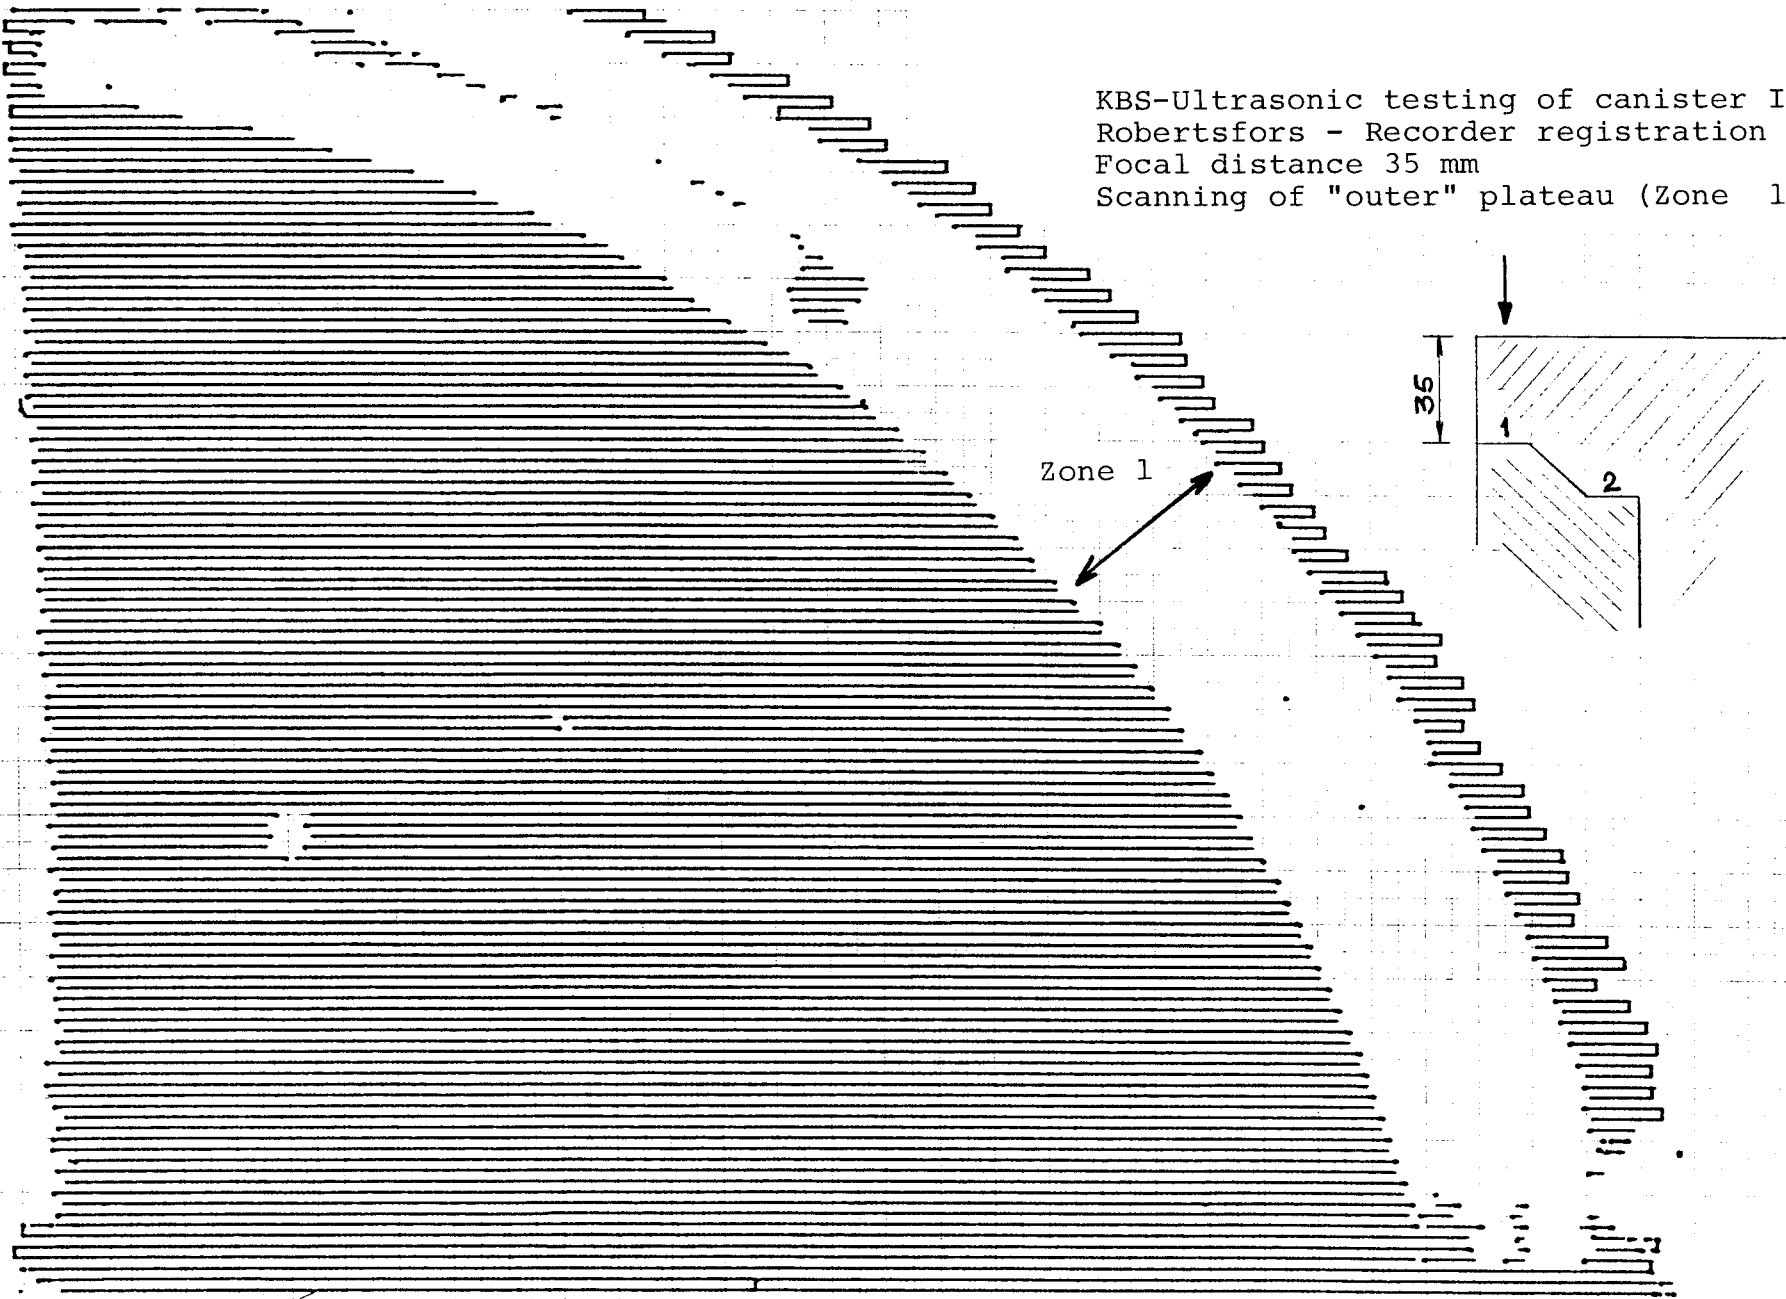 KBS-Ultrasonic testing of canister I
Robertsfors - Recorder registration
Focal distance 35 mm
Scanning of "outer" plateau (Zone 1
35
1
2
Zone 1